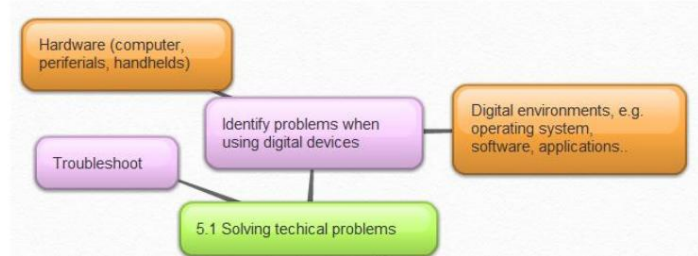 Hardware (computer,
periferials, handhelds)
Identify problems when
using digital devices
Digital environments, e.g.
operating system,
software, applications..
Troubleshoot
5.1 Solving techical problems